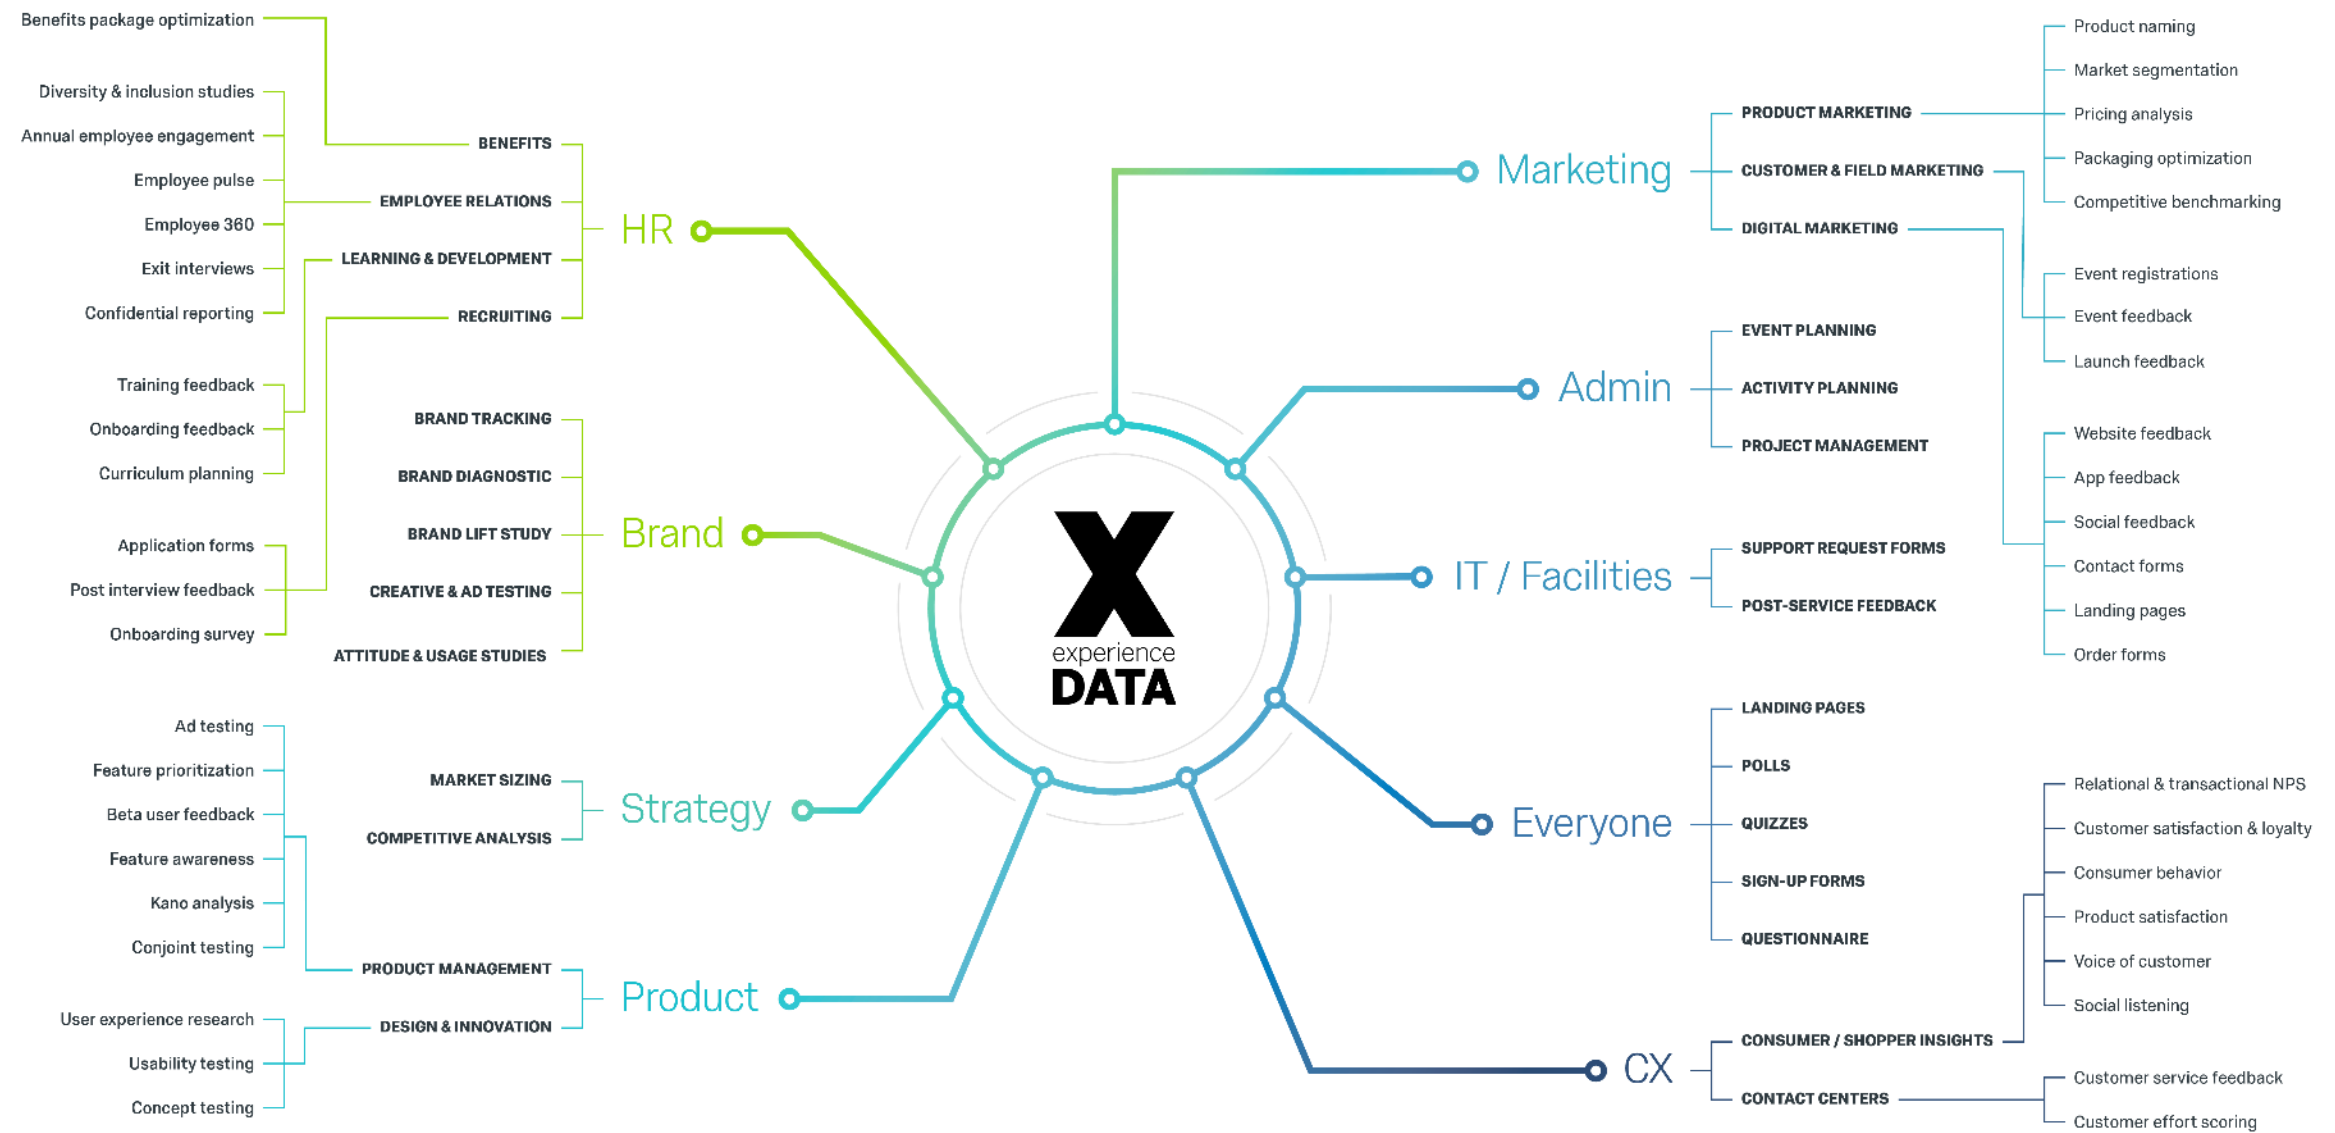 Benefits package optimization
Diversity & inclusion studies
Annual employee engagement
Employee pulse
Employee 360
Exit interviews
Confidential reporting
Training feedback
Onboarding feedback
Curriculum planning
Application forms
Post interview feedback
Onboarding survey
BENEFITS
EMPLOYEE RELATIONS
LEARNING & DEVELOPMENT
RECRUITING
HR
BRAND TRACKING
BRAND DIAGNOSTIC
BRAND LIFT STUDY
CREATIVE & AD TESTING
ATTITUDE & USAGE STUDIES
Brand
MARKET SIZING
COMPETITIVE ANALYSIS
Strategy
Ad testing
Feature prioritization
Beta user feedback
Feature awareness
Kano analysis
Conjoint testing
User experience research
Usability testing
Concept testing
PRODUCT MANAGEMENT
DESIGN & INNOVATION
Product
X
experience
DATA
Marketing
PRODUCT MARKETING
CUSTOMER & FIELD MARKETING
DIGITAL MARKETING
Product naming
Market segmentation
Pricing analysis
Packaging optimization
Competitive benchmarking
Event registrations
Event feedback
Launch feedback
Website feedback
App feedback
Social feedback
Contact forms
Landing pages
Order forms
Admin
EVENT PLANNING
ACTIVITY PLANNING
PROJECT MANAGEMENT
IT / Facilities
SUPPORT REQUEST FORMS
POST-SERVICE FEEDBACK
Everyone
LANDING PAGES
POLLS
QUIZZES
SIGN-UP FORMS
QUESTIONNAIRE
CX
CONSUMER / SHOPPER INSIGHTS
CONTACT CENTERS
Relational & transactional NPS
Customer satisfaction & loyalty
Consumer behavior
Product satisfaction
Voice of customer
Social listening
Customer service feedback
Customer effort scoring